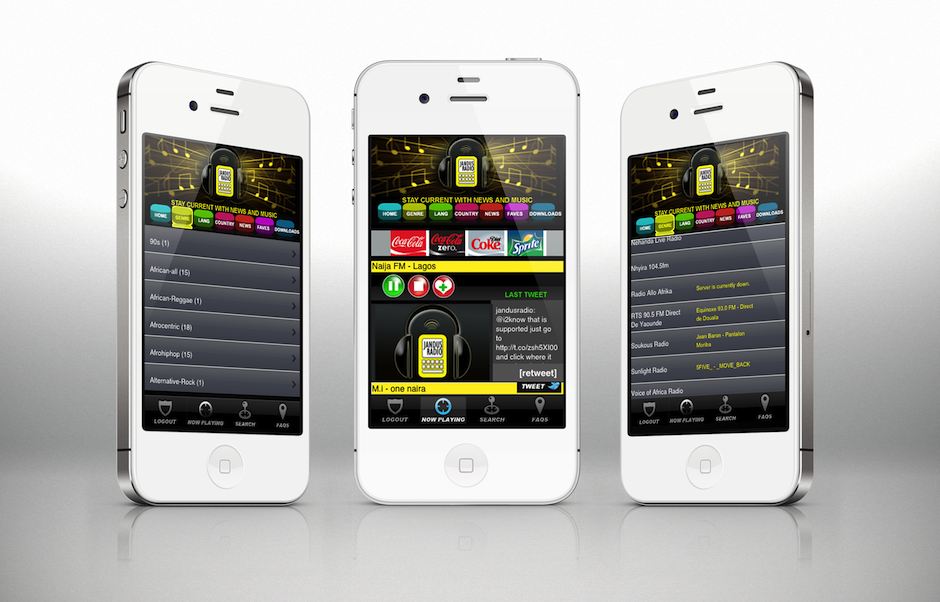 JANDUS
RADIO
STAY CURRENT WITH NEWS AND MUSIC
HOME
GENRE
LANG
COUNTRY
NEWS
FAVES
DOWNLOADS
90s (1)
African-all (15)
African-Reggae (1)
Afrocentric (18)
Afrohiphop (15)
Alternative-Rock (1)
LOGOUT
NOW PLAYING
SEARCH
FAQS
JANDUS
RADIO
STAY CURRENT WITH NEWS AND MUSIC
HOME
GENRE
LANG
COUNTRY
NEWS
FAVES
DOWNLOADS
Coca-Cola
Coca-Cola
zero.
Diet
Coke
Sprite
Naija FM - Lagos
LAST TWEET
jandusradio:
@i2know that is
supported just go
to
http://t.co/zsh5Xl00
and click where it
[retweet]
JANDUS
RADIO
M.i - one naira
TWEET
LOGOUT
NOW PLAYING
SEARCH
FAQS
JANDUS
RADIO
STAY CURRENT WITH NEWS AND MUSIC
HOME
GENRE
LANG
COUNTRY
NEWS
FAVES
DOWNLOADS
Nehanda Live Radio
Nhyira 104.5fm
Radio Allo Afrika
Server is currently down.
RTS 90.5 FM Direct
De Yaounde
Equinoxe 93.0 FM - Direct
de Douala
Soukous Radio
Jean Baron - Pantalon
Morika
Sunlight Radio
5FIVE_-_MOVE_BACK
Voice of Africa Radio
LOGOUT
NOW PLAYING
SEARCH
FAQS